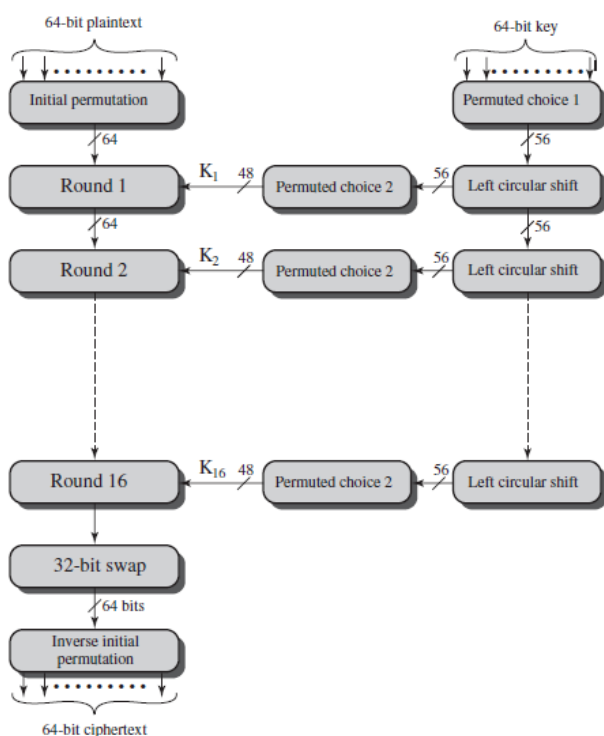 64-bit plaintext
64-bit key
Initial permutation
Permuted choice 1
64
56
Round 1
K1
48
Permuted choice 2
56
Left circular shift
64
56
Round 2
K2
48
Permuted choice 2
56
Left circular shift
Round 16
K16
48
Permuted choice 2
56
Left circular shift
32-bit swap
64 bits
Inverse initial
permutation
64-bit ciphertext